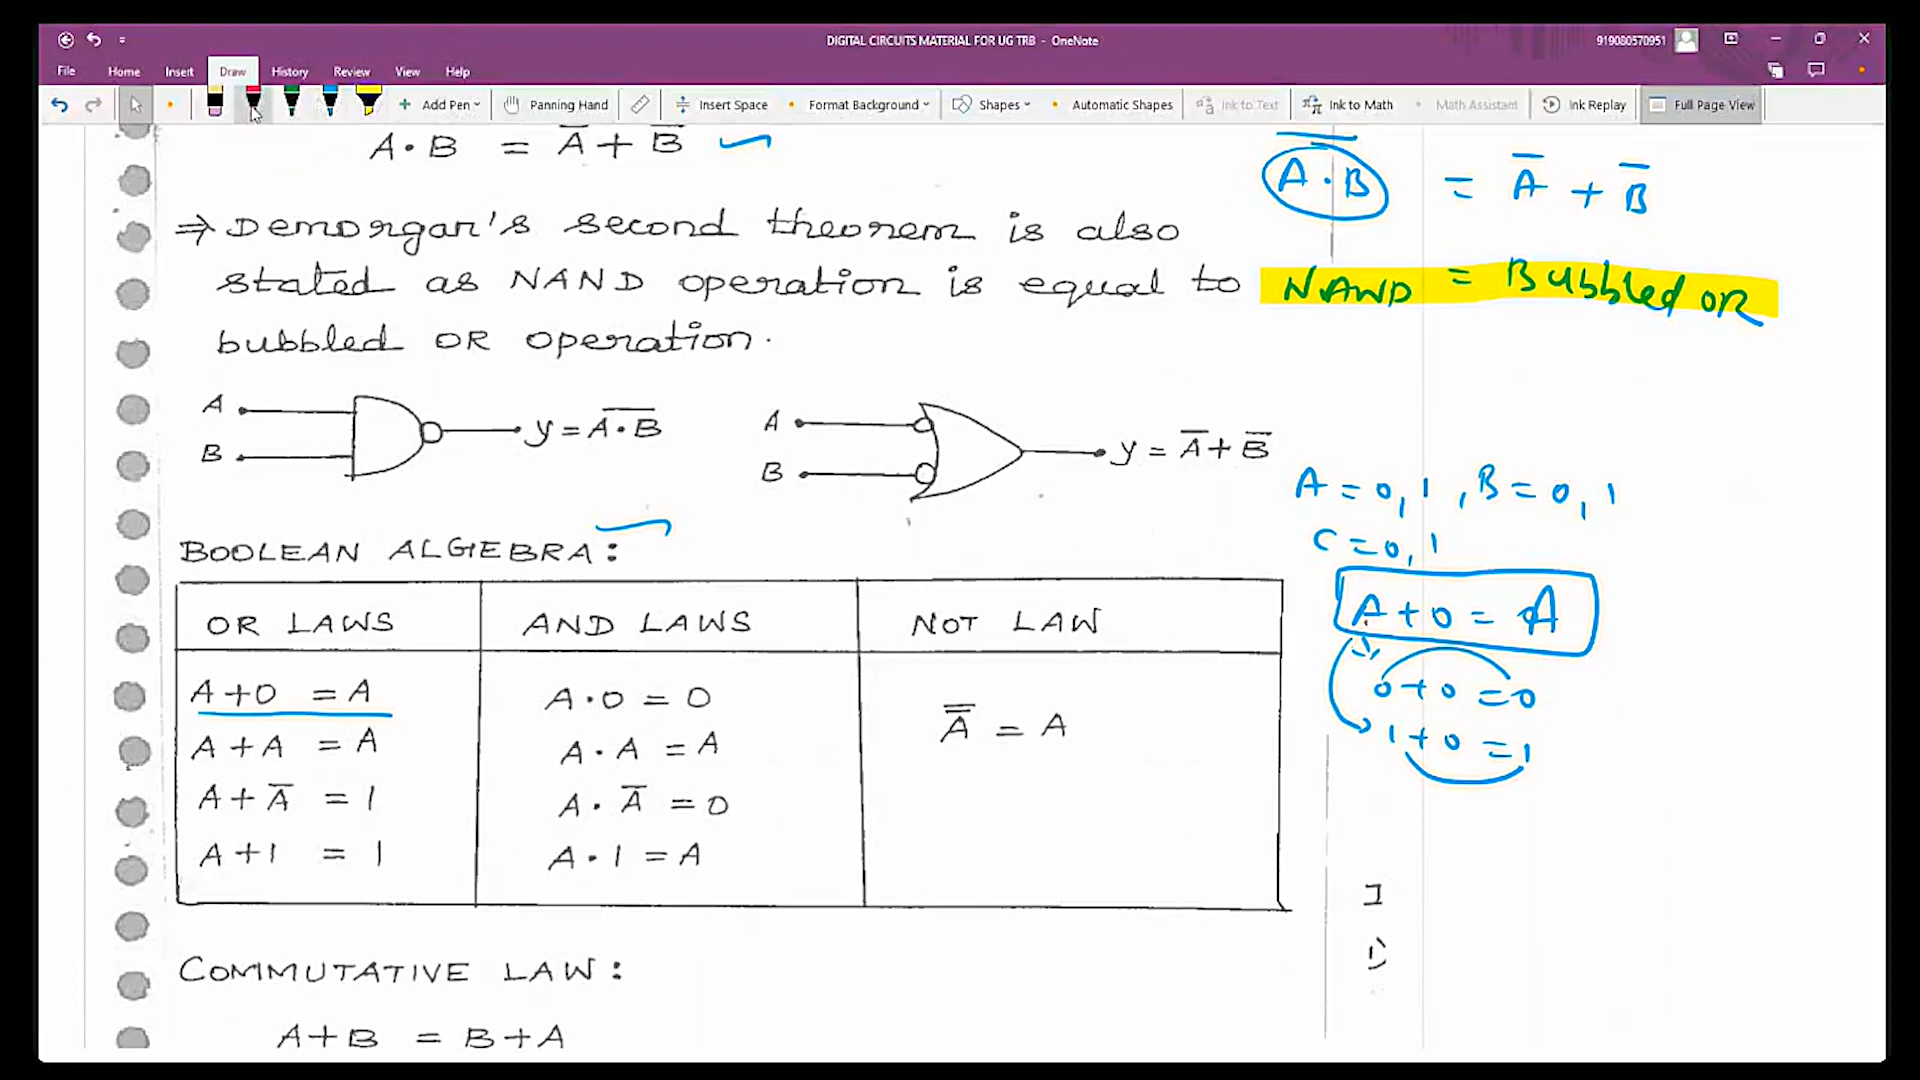 DIGITAL CIRCUITS MATERIAL FOR UG TRB - OneNote
919080570951
File Home Insert Draw History Review View Help
Add Pen Panning Hand Insert Space Format Background Shapes Automatic Shapes Ink to Text Ink to Math Math Assistant Ink Replay Full Page View
A·B = A̅ + B̅
⇒ Demorgan's second theorem is also
stated as NAND operation is equal to
bubbled OR operation.
A
B
y = A̅·̅B̅
A
B
y = A̅ + B̅
BOOLEAN ALGEBRA:
OR LAWS AND LAWS NOT LAW
A+0 = A A·0 = 0 A̿ = A
A+A = A A·A = A
A+A̅ = 1 A·A̅ = 0
A+1 = 1 A·1 = A
COMMUTATIVE LAW:
A+B = B+A
A̅·̅B̅ = A̅ + B̅
NAND = Bubbled OR
A = 0,1, B = 0,1
C = 0,1
A+0 = A
0+0 = 0
1+0 = 1